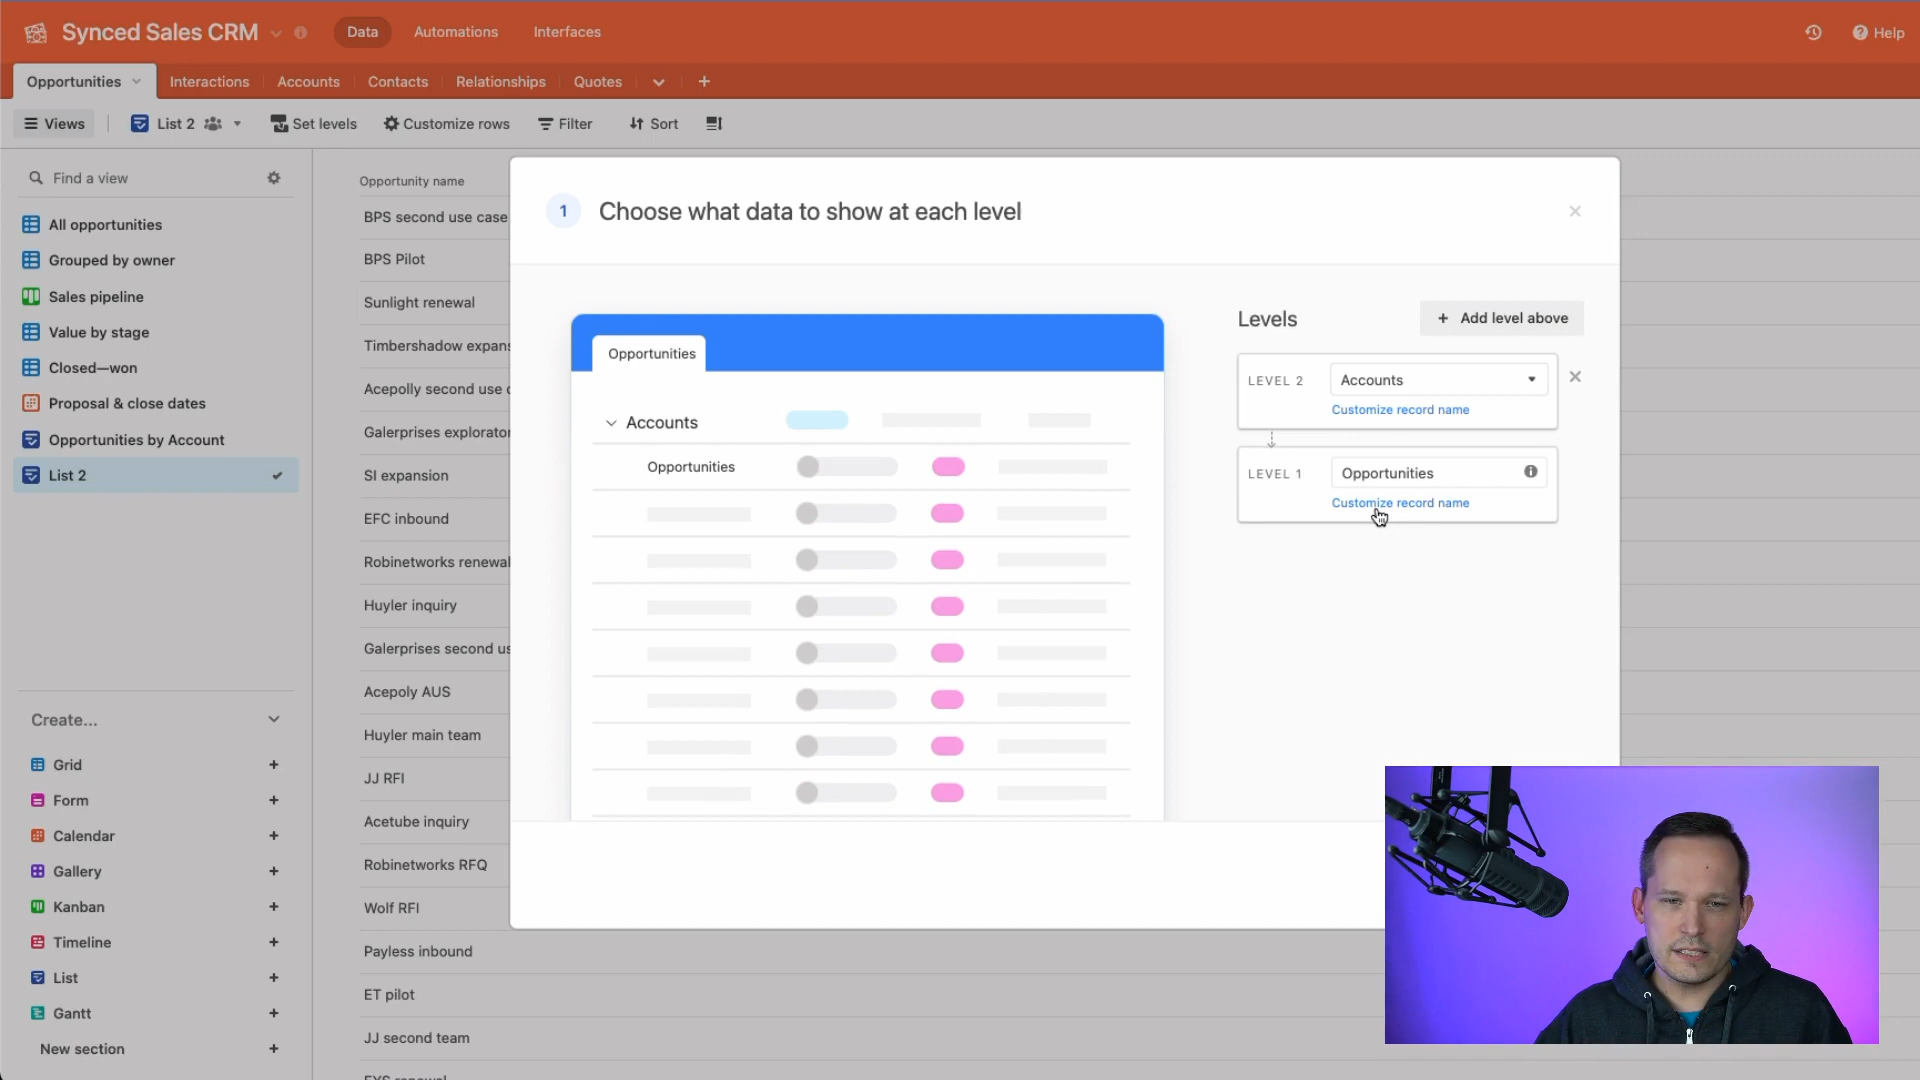 Synced Sales CRM
Data
Automations
Interfaces
Help
Opportunities
Interactions
Accounts
Contacts
Relationships
Quotes
Views
List 2
Set levels
Customize rows
Filter
Sort
Find a view
All opportunities
Grouped by owner
Sales pipeline
Value by stage
Closed—won
Proposal & close dates
Opportunities by Account
List 2
Create...
Grid
Form
Calendar
Gallery
Kanban
Timeline
List
Gantt
New section
Opportunity name
BPS second use case
BPS Pilot
Sunlight renewal
Timbershadow expans
Acepolly second use c
Galerprises explorator
SI expansion
EFC inbound
Robinetworks renewal
Huyler inquiry
Galerprises second us
Acepoly AUS
Huyler main team
JJ RFI
Acetube inquiry
Robinetworks RFQ
Wolf RFI
Payless inbound
ET pilot
JJ second team
1 Choose what data to show at each level
Opportunities
Accounts
Opportunities
Levels
+ Add level above
LEVEL 2
Accounts
Customize record name
LEVEL 1
Opportunities
Customize record name